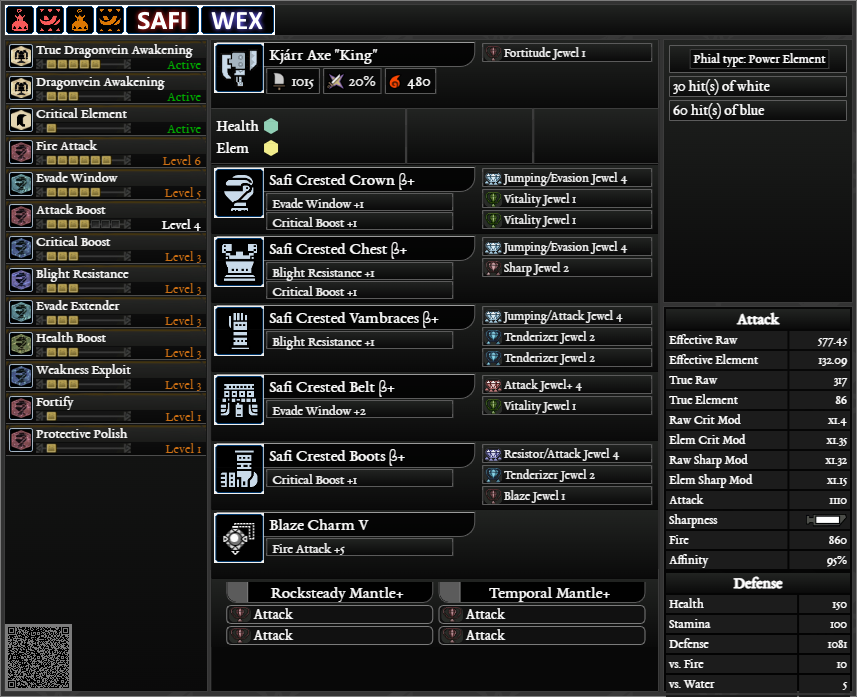 SAFI WEX
True Dragonvein Awakening
Active
Dragonvein Awakening
Active
Critical Element
Active
Fire Attack
Level 6
Evade Window
Level 5
Attack Boost
Level 4
Critical Boost
Level 3
Blight Resistance
Level 3
Evade Extender
Level 3
Health Boost
Level 3
Weakness Exploit
Level 3
Fortify
Level 1
Protective Polish
Level 1
Kjárr Axe "King"
1015 20% 480
Fortitude Jewel 1
Health
Elem
Safi Crested Crown β+
Evade Window +1
Critical Boost +1
Jumping/Evasion Jewel 4
Vitality Jewel 1
Vitality Jewel 1
Safi Crested Chest β+
Blight Resistance +1
Critical Boost +1
Jumping/Evasion Jewel 4
Sharp Jewel 2
Safi Crested Vambraces β+
Blight Resistance +1
Jumping/Attack Jewel 4
Tenderizer Jewel 2
Tenderizer Jewel 2
Safi Crested Belt β+
Evade Window +2
Attack Jewel+ 4
Vitality Jewel 1
Safi Crested Boots β+
Critical Boost +1
Resistor/Attack Jewel 4
Tenderizer Jewel 2
Blaze Jewel 1
Blaze Charm V
Fire Attack +5
Rocksteady Mantle+
Attack
Attack
Temporal Mantle+
Attack
Attack
Phial type: Power Element
30 hit(s) of white
60 hit(s) of blue
Attack
Effective Raw 577.45
Effective Element 132.09
True Raw 317
True Element 86
Raw Crit Mod x1.4
Elem Crit Mod x1.35
Raw Sharp Mod x1.32
Elem Sharp Mod x1.15
Attack 1110
Sharpness
Fire 860
Affinity 95%
Defense
Health 150
Stamina 100
Defense 1081
vs. Fire 10
vs. Water 5